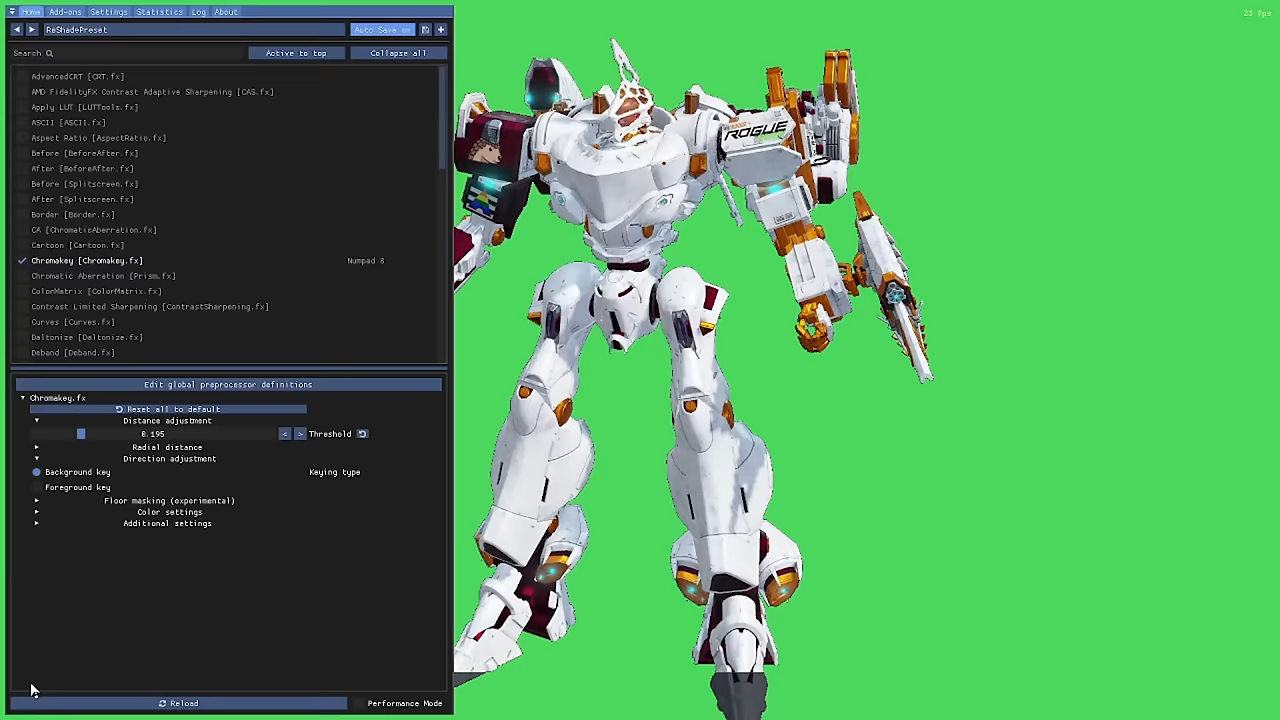 Home Add-ons Settings Statistics Log About
23 fps
ReShadePreset Auto Save on
Search Active to top Collapse all
AdvancedCRT [CRT.fx]
AMD FidelityFX Contrast Adaptive Sharpening [CAS.fx]
Apply LUT [LUTTools.fx]
ASCII [ASCII.fx]
Aspect Ratio [AspectRatio.fx]
Before [BeforeAfter.fx]
After [BeforeAfter.fx]
Before [Splitscreen.fx]
After [Splitscreen.fx]
Border [Border.fx]
CA [ChromaticAberration.fx]
Cartoon [Cartoon.fx]
Chromakey [Chromakey.fx] Numpad 8
Chromatic Aberration [Prism.fx]
ColorMatrix [ColorMatrix.fx]
Contrast Limited Sharpening [ContrastSharpening.fx]
Curves [Curves.fx]
Daltonize [Daltonize.fx]
Deband [Deband.fx]
ROGUE
Edit global preprocessor definitions
Chromakey.fx
Reset all to default
Distance adjustment
0.195 < > Threshold
Radial distance
Direction adjustment
Background key Keying type
Foreground key
Floor masking (experimental)
Color settings
Additional settings
Reload Performance Mode